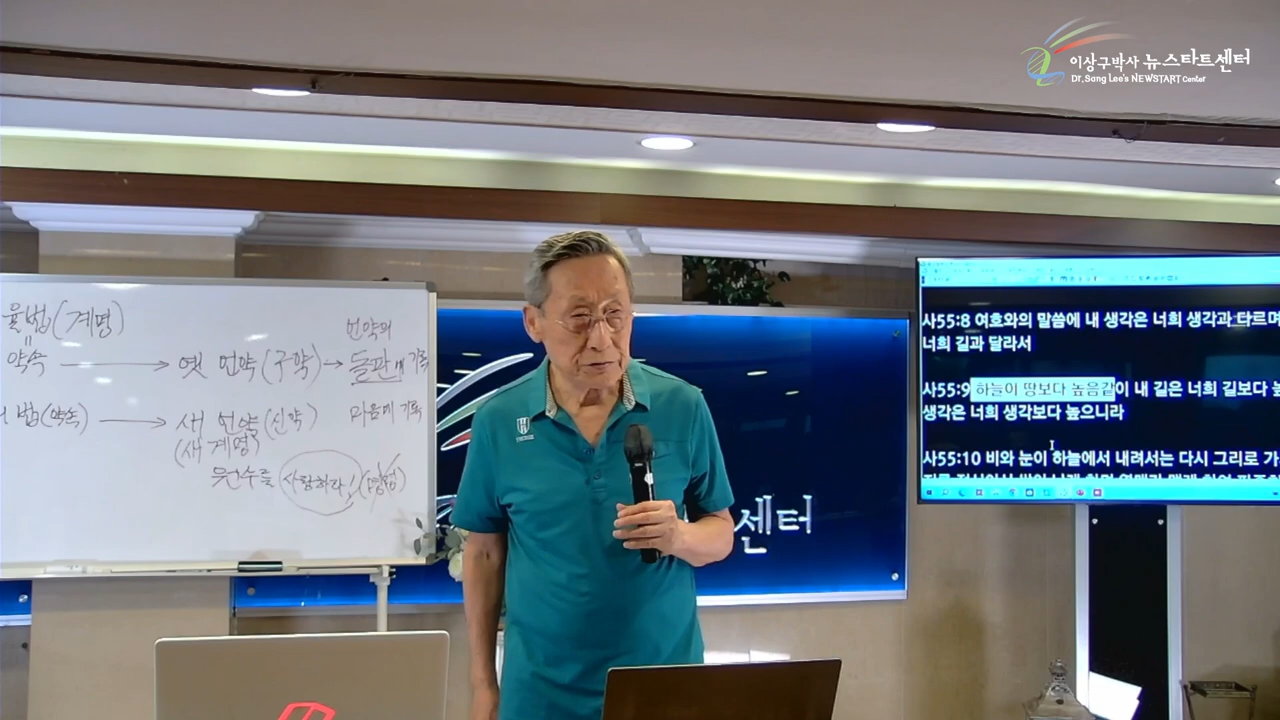 이상구박사 뉴스타트센터
Dr. Sang Lee's NEWSTART Center
율법(계명)
약속 → 옛 언약(구약) → 언약의 돌판에 기록
법(약속) → 새 언약(신약) 마음에 기록
(새 계명)
원수를 사랑하라! (명령)
센터
사55:8 여호와의 말씀에 내 생각은 너희 생각과 다르며
너희 길과 달라서
사55:9 하늘이 땅보다 높음같이 내 길은 너희 길보다 높
생각은 너희 생각보다 높으니라
사55:10 비와 눈이 하늘에서 내려서는 다시 그리로 가